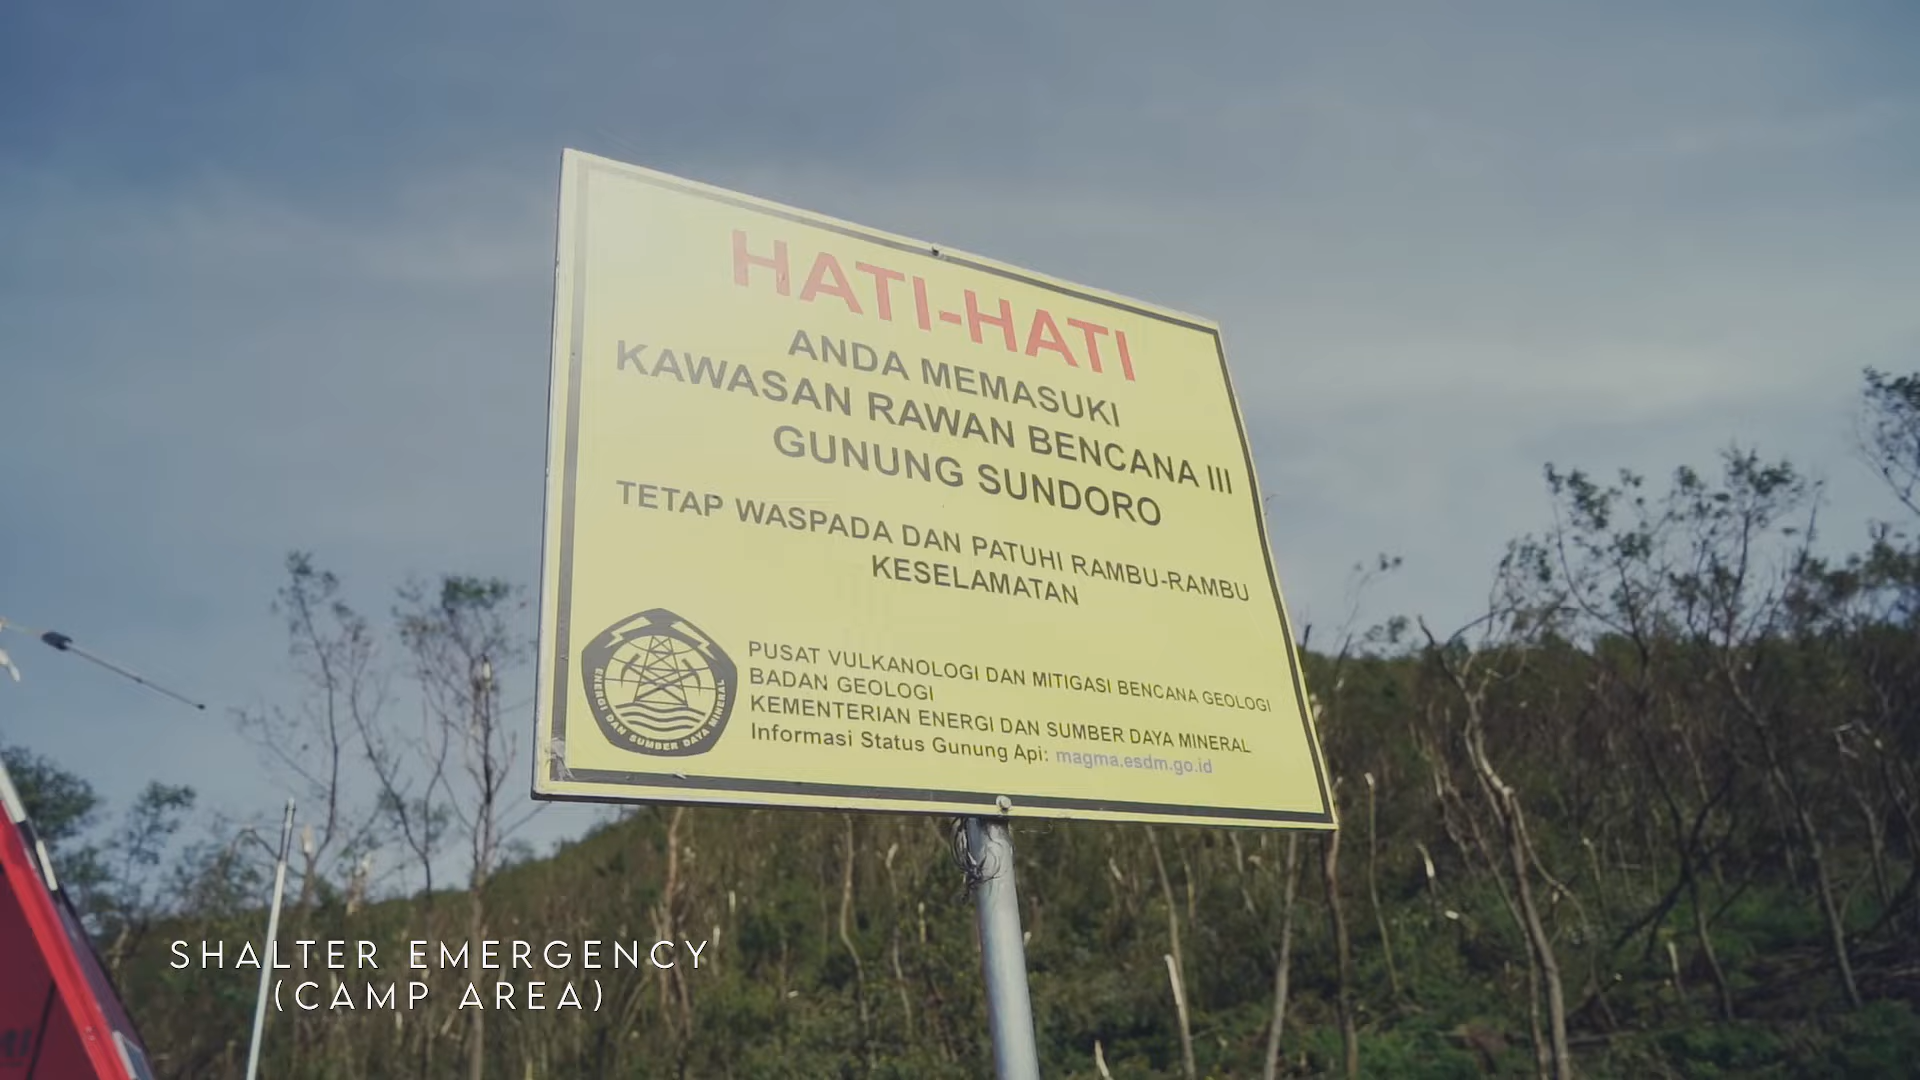 HATI-HATI
ANDA MEMASUKI
KAWASAN RAWAN BENCANA III
GUNUNG SUNDORO
TETAP WASPADA DAN PATUHI RAMBU-RAMBU
KESELAMATAN
ENERGI DAN SUMBER DAYA MINERAL
PUSAT VULKANOLOGI DAN MITIGASI BENCANA GEOLOGI
BADAN GEOLOGI
KEMENTERIAN ENERGI DAN SUMBER DAYA MINERAL
Informasi Status Gunung Api: magma.esdm.go.id
SHALTER EMERGENCY
(CAMP AREA)